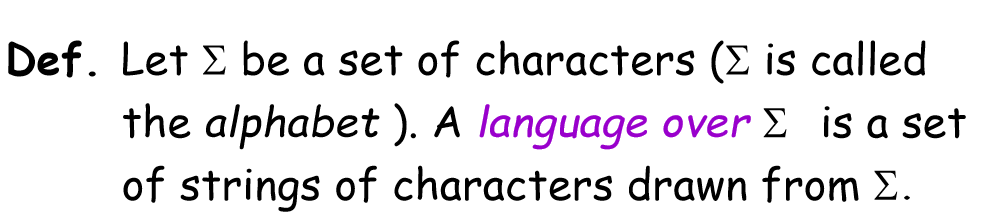 Def. Let Σ be a set of characters (Σ is called
the alphabet ). A language over Σ is a set
of strings of characters drawn from Σ.